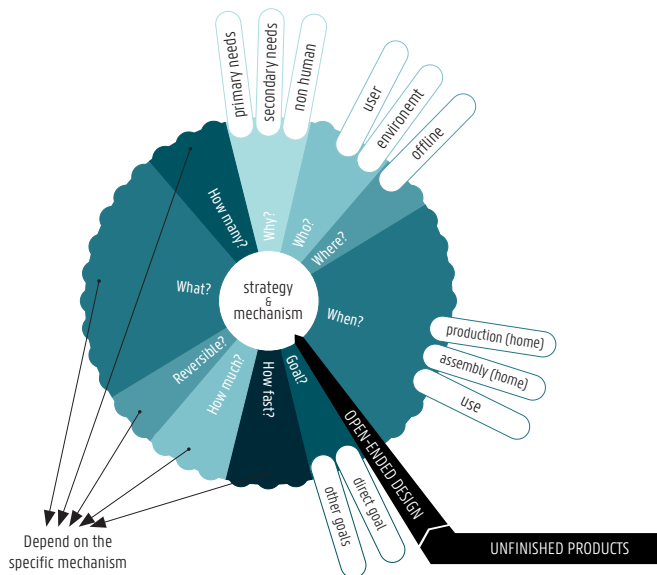 primary needs
secondary needs
non human
user
environemt
offline
How many?
Why?
Who?
Where?
What?
strategy
&
mechanism
When?
Reversible?
How much?
How fast?
Goal?
production (home)
assembly (home)
use
OPEN-ENDED DESIGN
other goals
direct goal
Depend on the
specific mechanism
UNFINISHED PRODUCTS